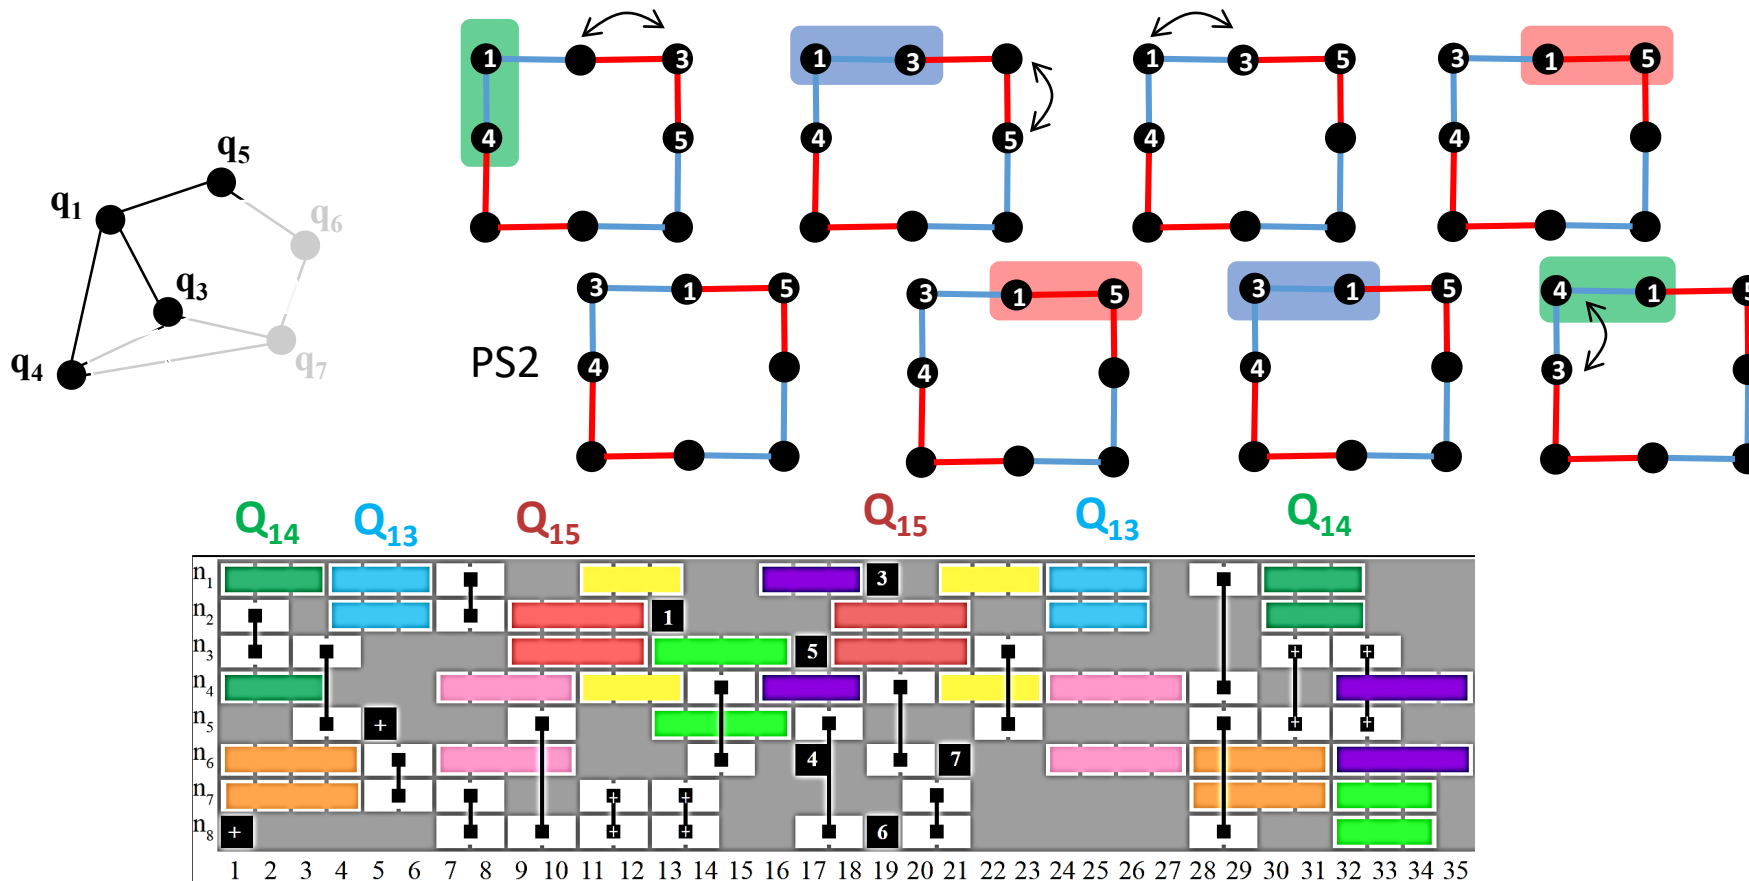 1 3 1 3 1 3 5 3 1 5
4 5 4 5 4 4
q5
q1
q6
q3
q4
q7
3 1 5 3 1 5 3 1 5 4 1 5
PS2
4 4 4 3
Q14 Q13 Q15 Q15 Q13 Q14
n1 3
n2 1
n3 5 + +
n4
n5 + + +
n6 4 7
n7 + +
n8 + + + 6
1 2 3 4 5 6 7 8 9 10 11 12 13 14 15 16 17 18 19 20 21 22 23 24 25 26 27 28 29 30 31 32 33 34 35